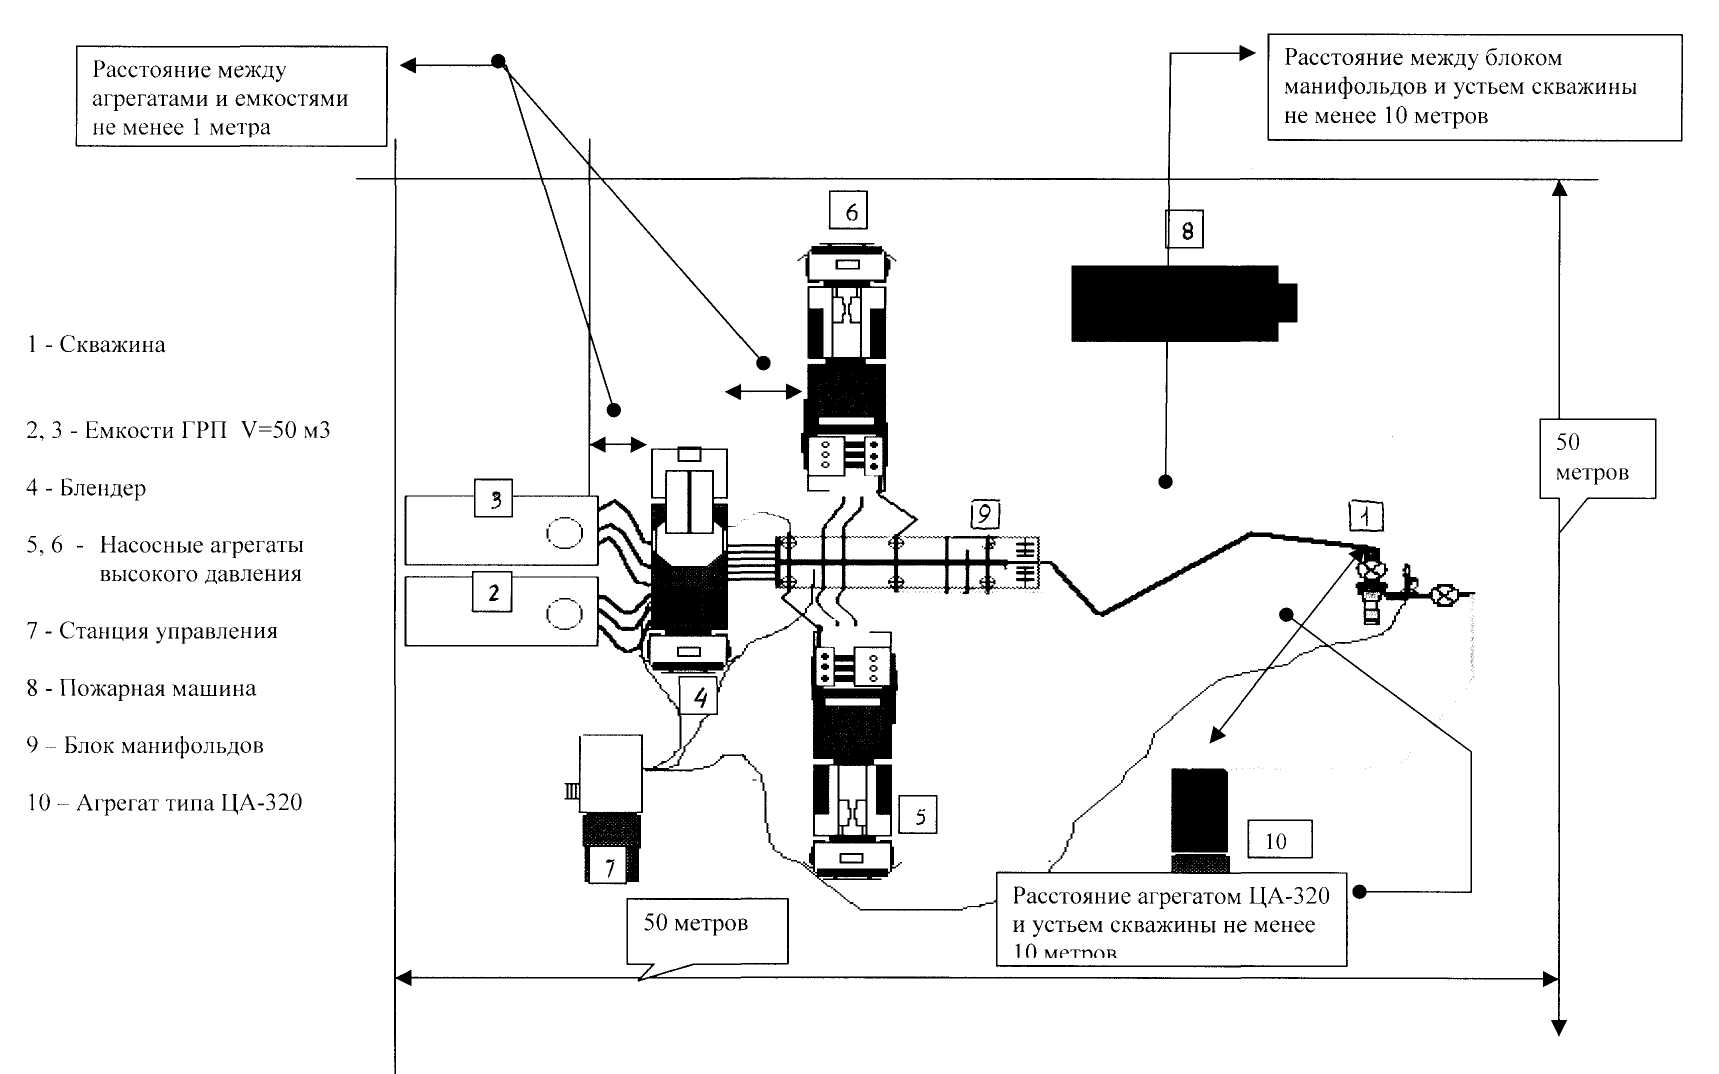 Расстояние между
агрегатами и емкостями
не менее 1 метра
Расстояние между блоком
манифольдов и устьем скважины
не менее 10 метров
6
8
1 - Скважина
2, 3 - Емкости ГРП V=50 м3
4 - Блендер
5, 6 - Насосные агрегаты
высокого давления
7 - Станция управления
8 - Пожарная машина
9 – Блок манифольдов
10 – Агрегат типа ЦА-320
50
метров
3
9
1
2
4
5
7
10
50 метров
Расстояние агрегатом ЦА-320
и устьем скважины не менее
10 метров